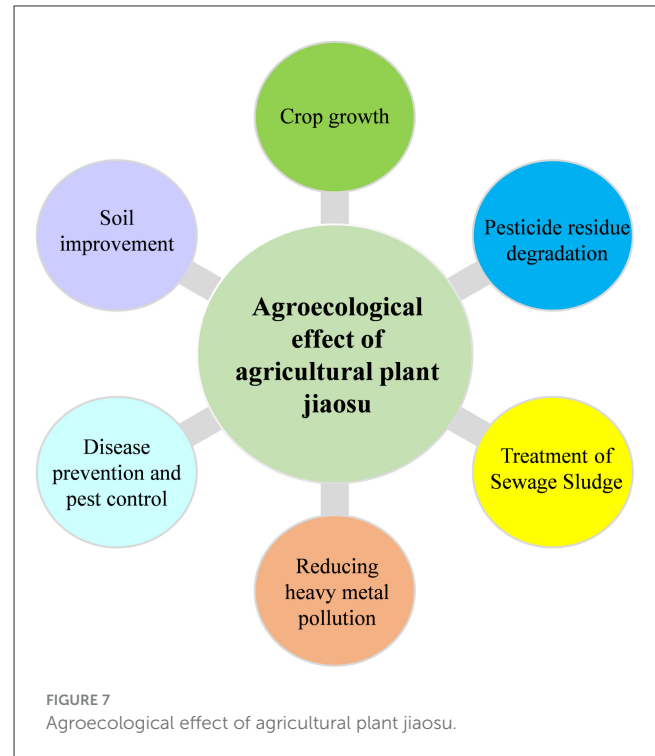 Crop growth
Soil
improvement
Pesticide residue
degradation
Agroecological
effect of
agricultural plant
jiaosu
Disease
prevention and
pest control
Treatment of
Sewage Sludge
Reducing
heavy metal
pollution
FIGURE 7
Agroecological effect of agricultural plant jiaosu.